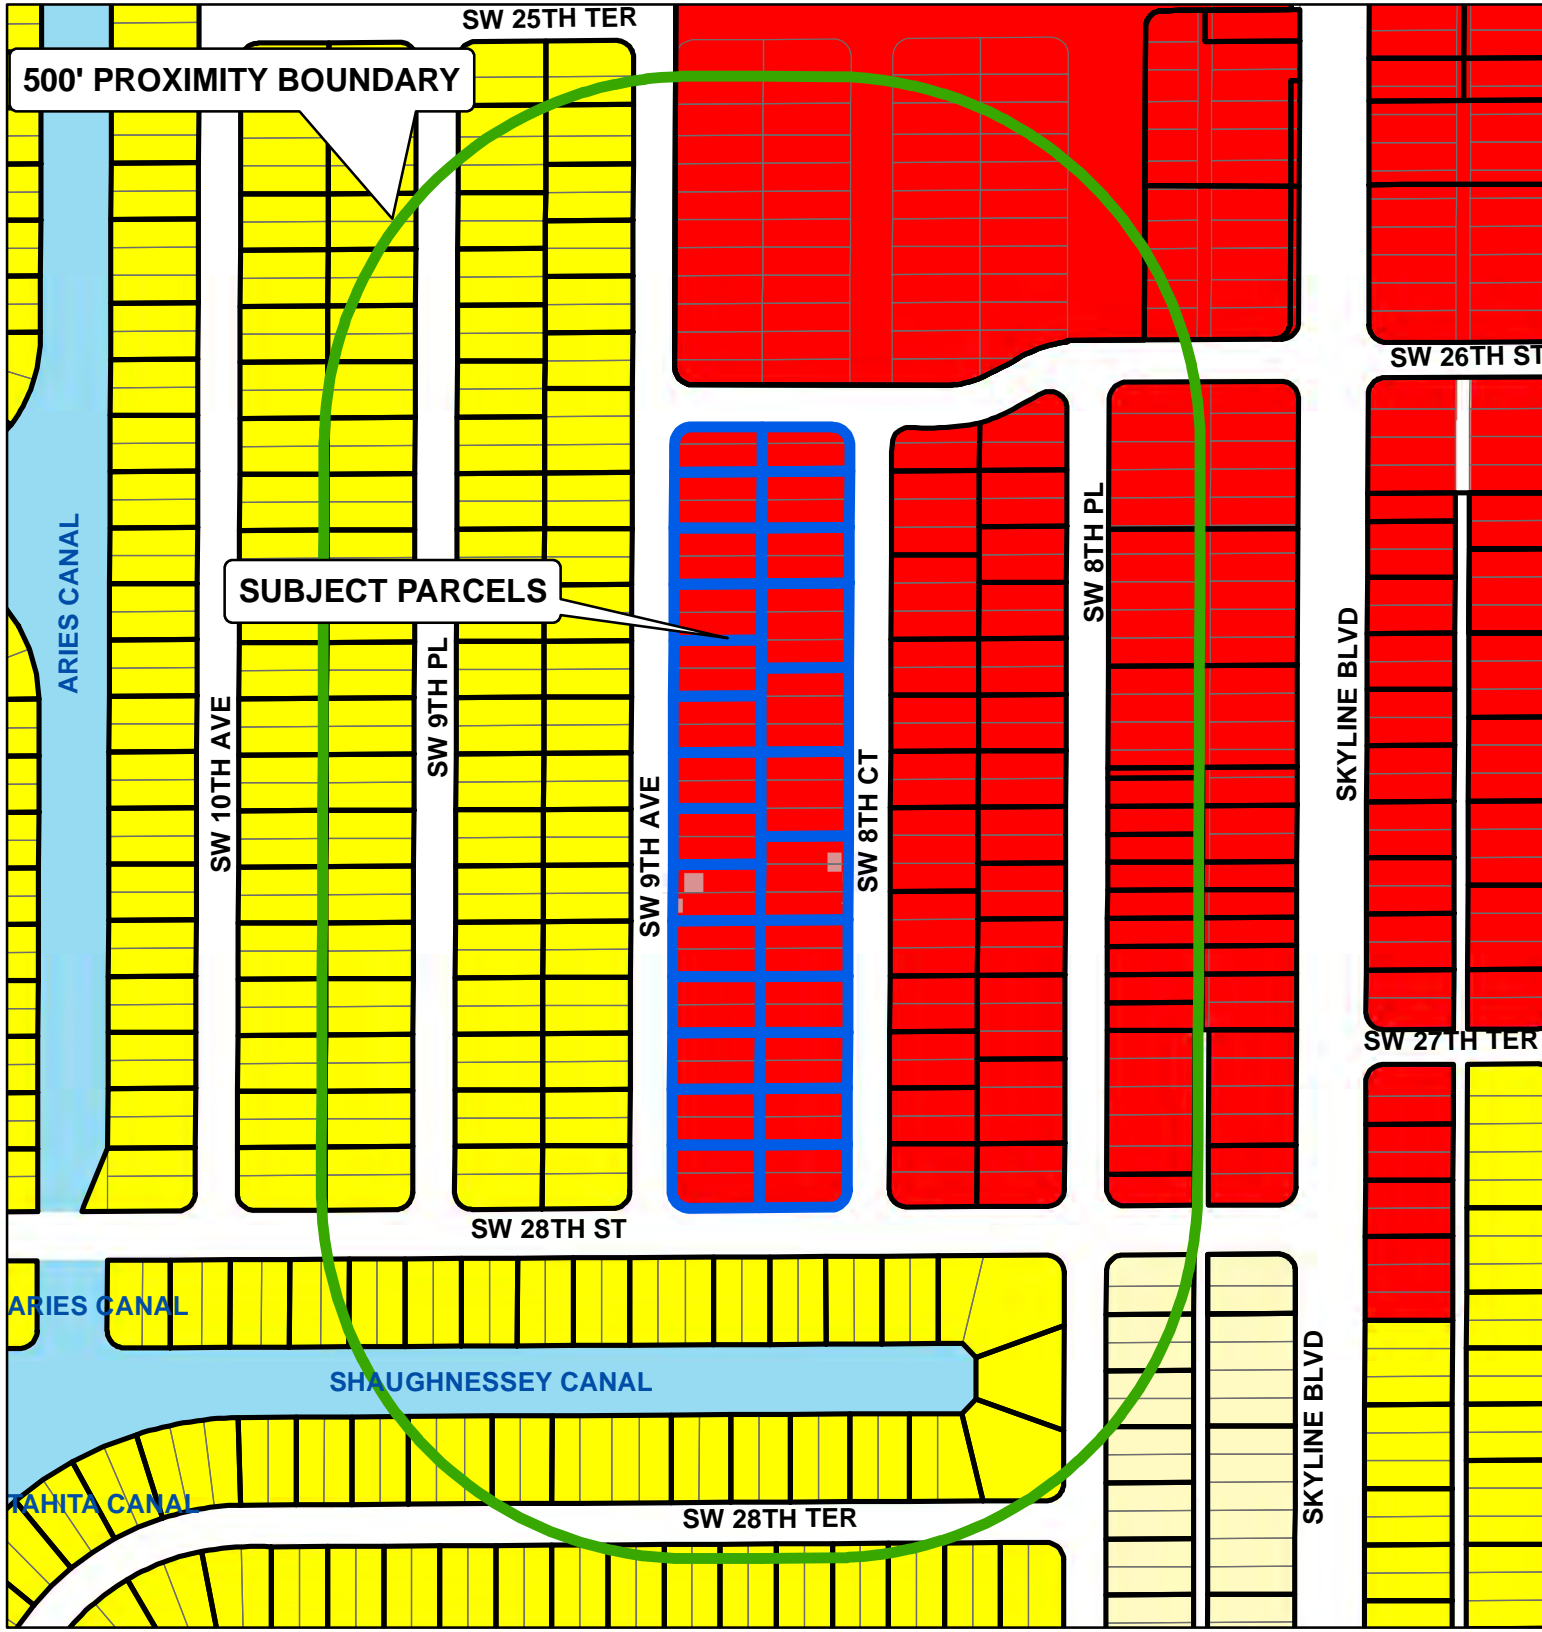 SW 25TH TER
500' PROXIMITY BOUNDARY
SW 26TH ST
ARIES CANAL
SUBJECT PARCELS
SW 8TH PL
SKYLINE BLVD
SW 9TH PL
SW 10TH AVE
SW 9TH AVE
SW 8TH CT
SW 27TH TER
SW 28TH ST
ARIES CANAL
SHAUGHNESSEY CANAL
SKYLINE BLVD
TAHITA CANAL
SW 28TH TER